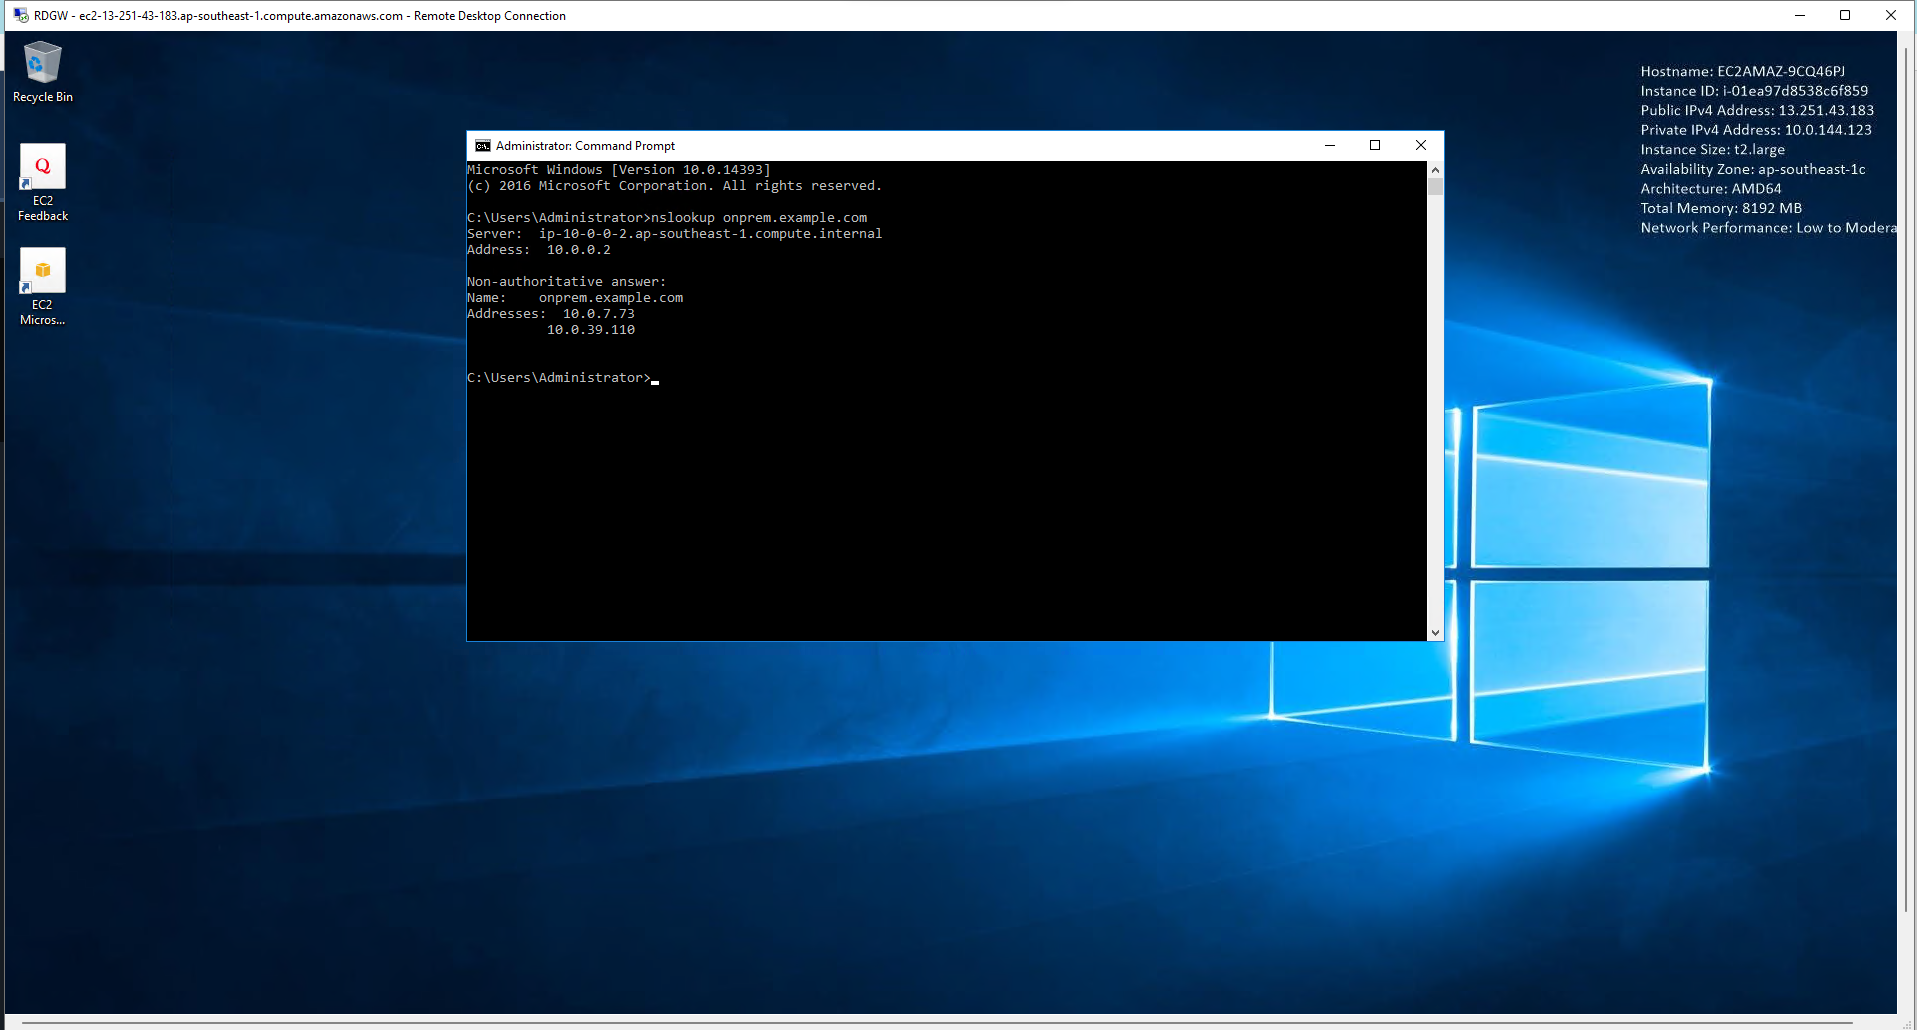 RDGW - ec2-13-251-43-183.ap-southeast-1.compute.amazonaws.com - Remote Desktop Connection
Recycle Bin
EC2
Feedback
EC2
Micros...
Hostname: EC2AMAZ-9CQ46PJ
Instance ID: i-01ea97d8538c6f859
Public IPv4 Address: 13.251.43.183
Private IPv4 Address: 10.0.144.123
Instance Size: t2.large
Availability Zone: ap-southeast-1c
Architecture: AMD64
Total Memory: 8192 MB
Network Performance: Low to Modera
Administrator: Command Prompt
Microsoft Windows [Version 10.0.14393]
(c) 2016 Microsoft Corporation. All rights reserved.
C:\Users\Administrator>nslookup onprem.example.com
Server:  ip-10-0-0-2.ap-southeast-1.compute.internal
Address:  10.0.0.2
Non-authoritative answer:
Name:    onprem.example.com
Addresses:  10.0.7.73
10.0.39.110
C:\Users\Administrator>